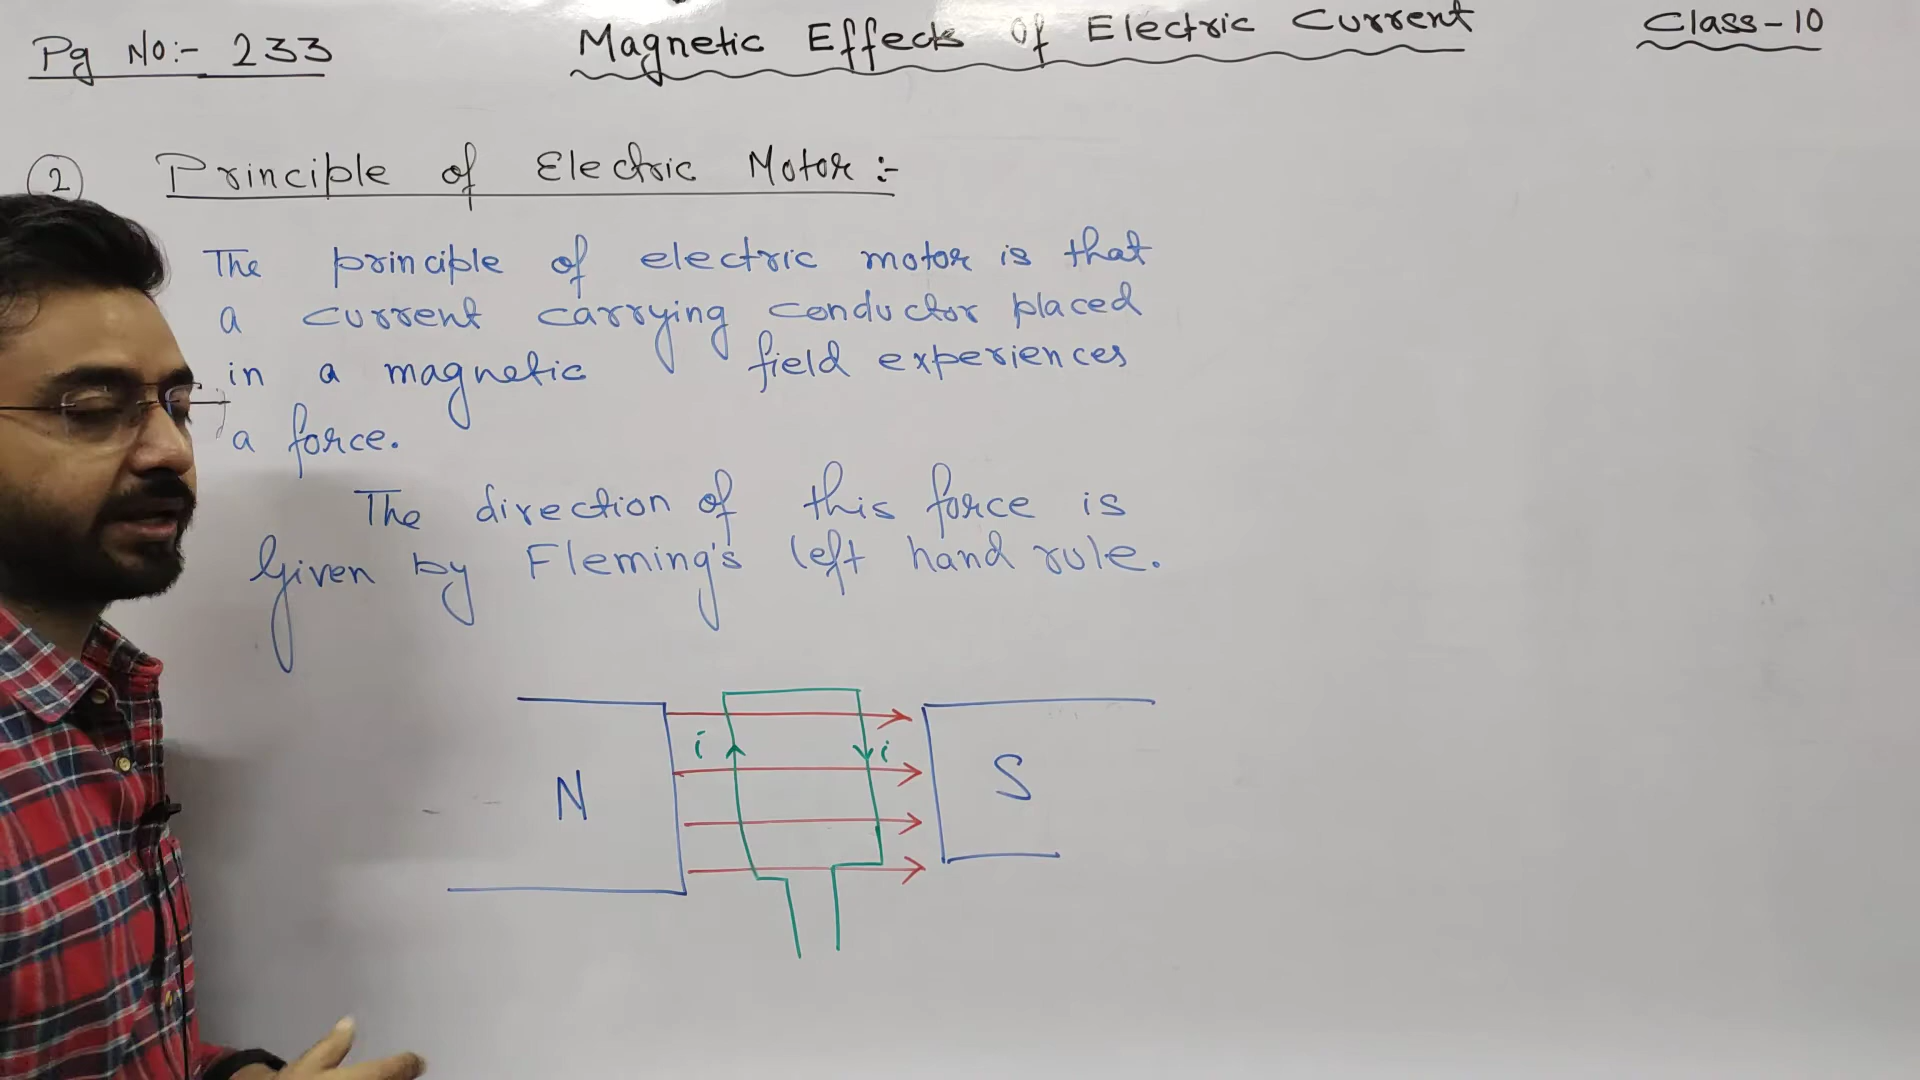 Pg No:- 233
Magnetic Effects of Electric Current
Class-10
2 Principle of Electric Motor :-
The principle of electric motor is that
a current carrying conductor placed
in a magnetic field experiences
a force.
The direction of this force is
Given by Fleming's left hand rule.
i i
N S